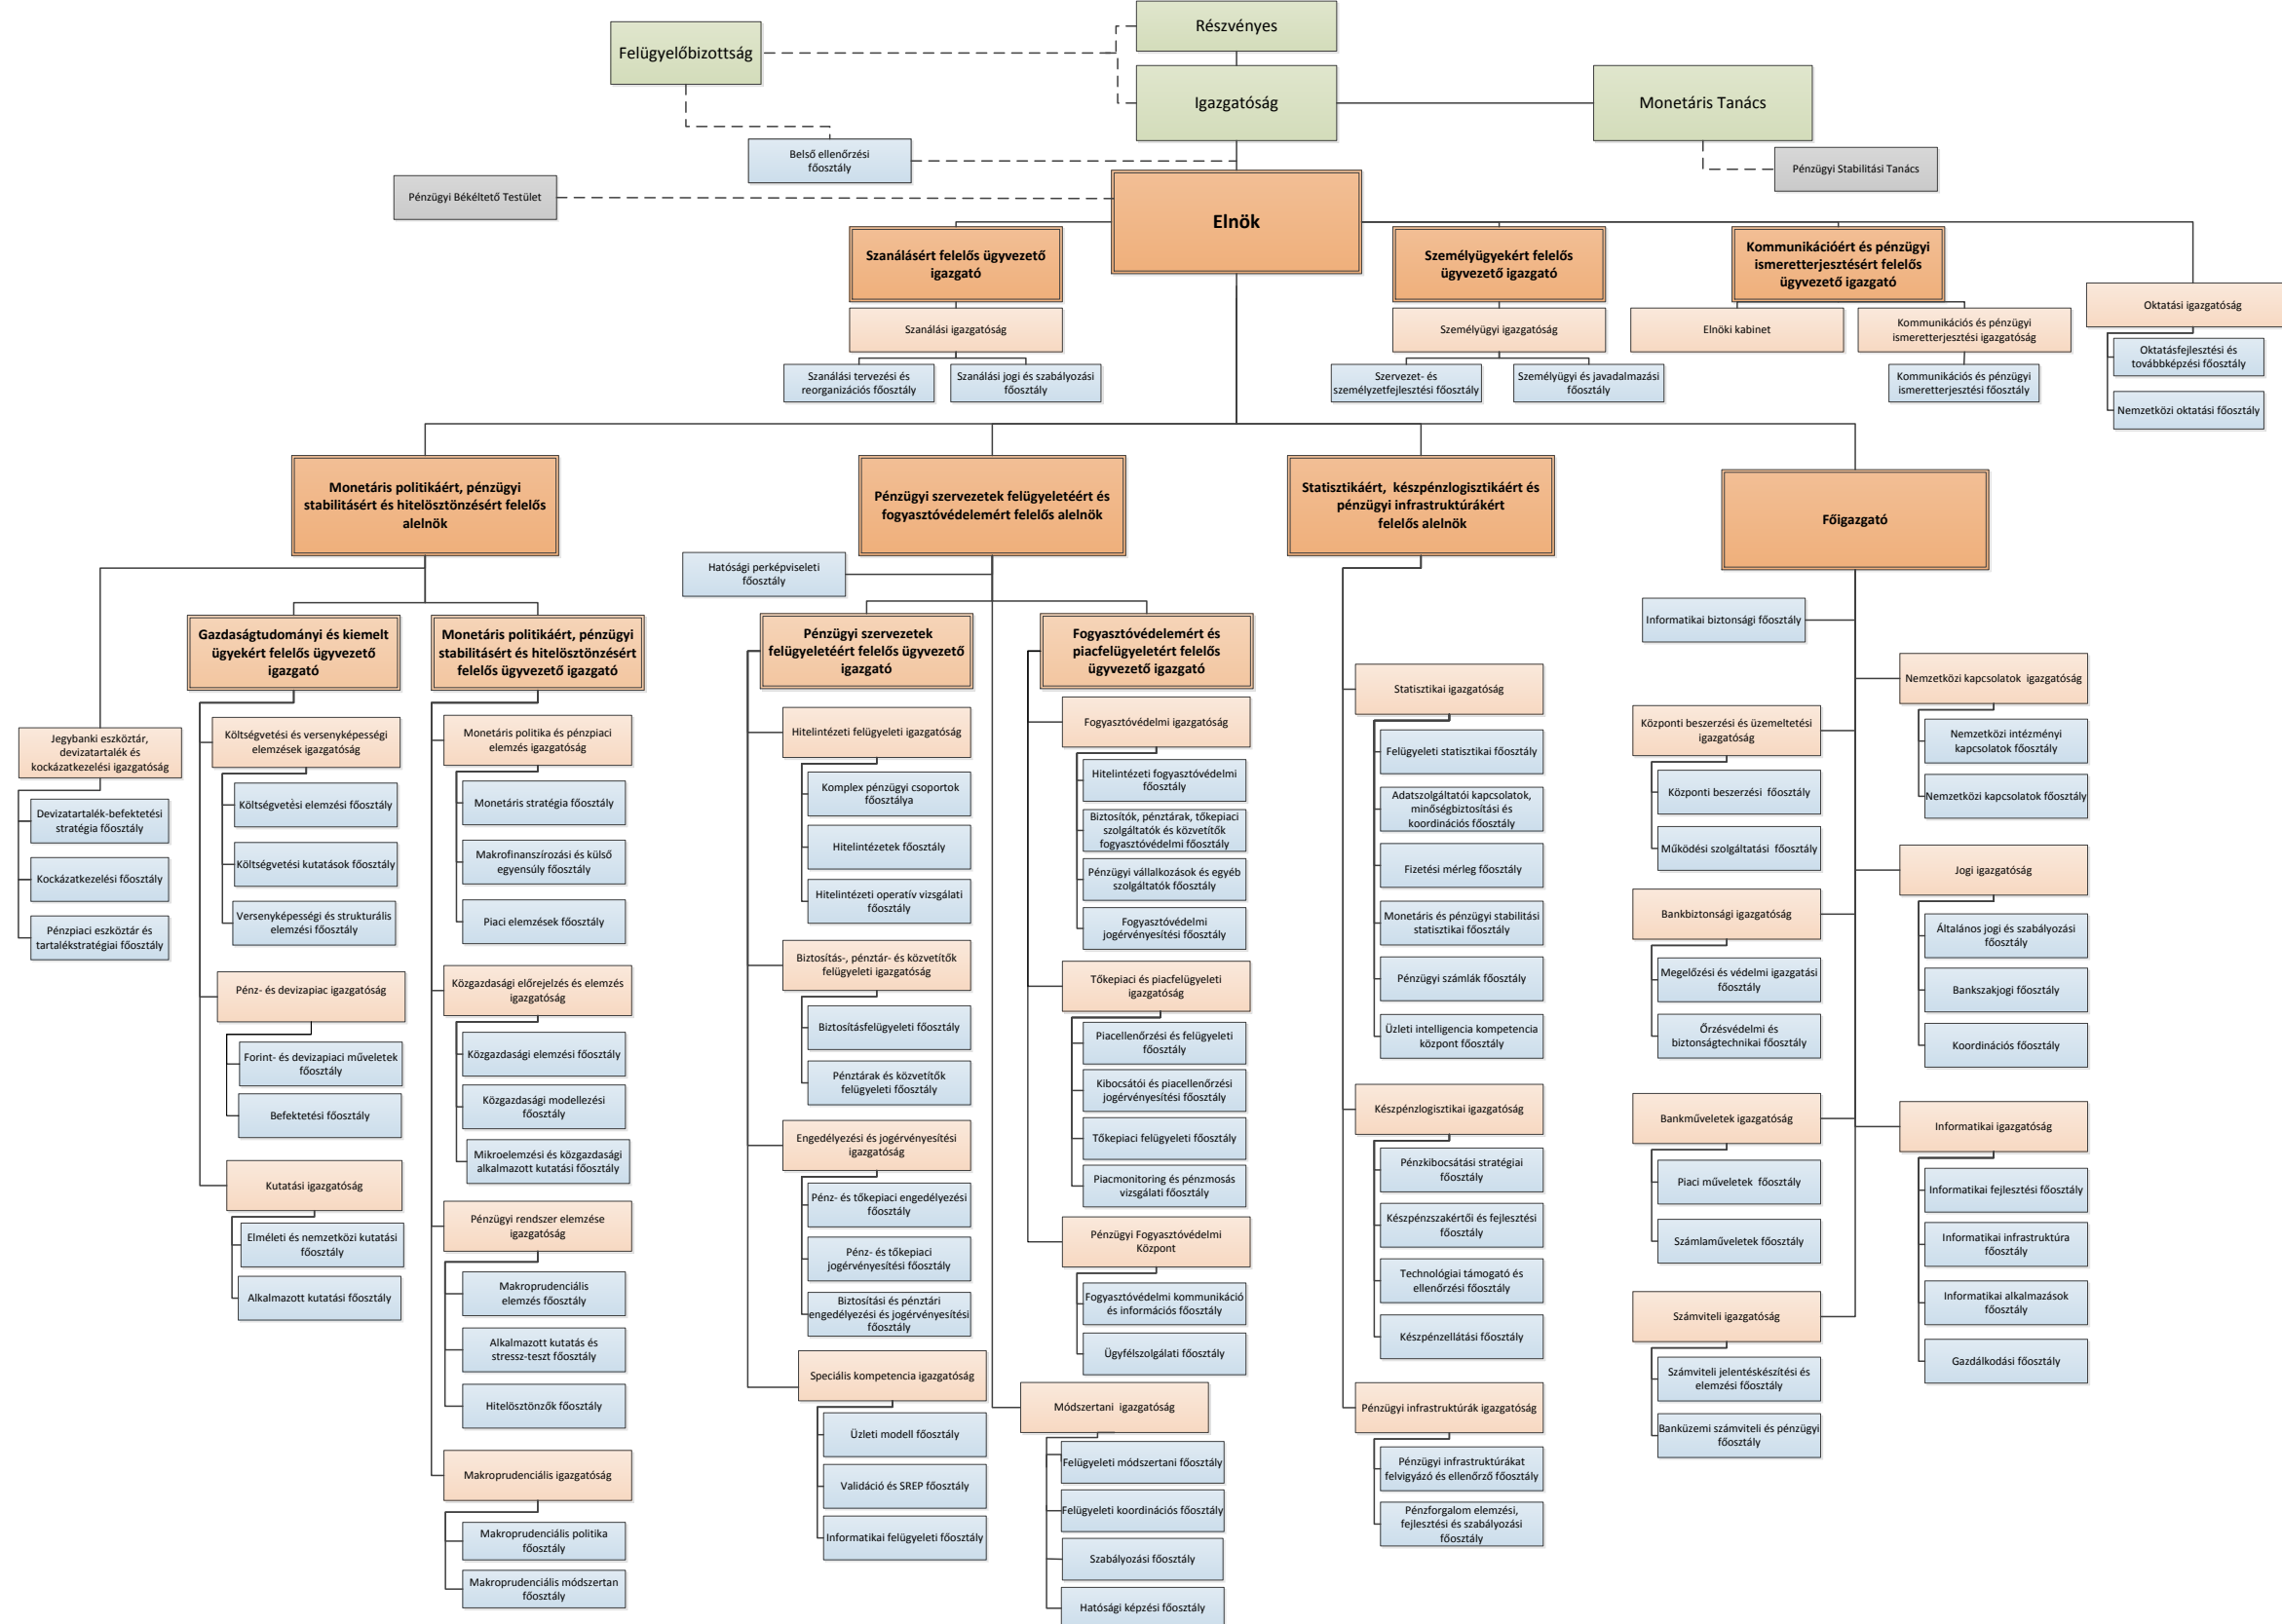 Részvényes
Felügyelőbizottság
Igazgatóság
Monetáris Tanács
Belső ellenőrzési
főosztály
Pénzügyi Stabilitási Tanács
Pénzügyi Békéltető Testület
Elnök
Szanálásért felelős ügyvezető
igazgató
Személyügyekért felelős
ügyvezető igazgató
Kommunikációért és pénzügyi
ismeretterjesztésért felelős
ügyvezető igazgató
Oktatási igazgatóság
Szanálási igazgatóság
Személyügyi igazgatóság
Elnöki kabinet
Kommunikációs és pénzügyi
ismeretterjesztési igazgatóság
Szanálási tervezési és
reorganizációs főosztály
Szanálási jogi és szabályozási
főosztály
Szervezet- és
személyzetfejlesztési főosztály
Személyügyi és javadalmazási
főosztály
Kommunikációs és pénzügyi
ismeretterjesztési főosztály
Oktatásfejlesztési és
továbbképzési főosztály
Nemzetközi oktatási főosztály
Monetáris politikáért, pénzügyi
stabilitásért és hitelösztönzésért felelős
alelnök
Pénzügyi szervezetek felügyeletéért és
fogyasztóvédelemért felelős alelnök
Statisztikáért,  készpénzlogisztikáért és
pénzügyi infrastruktúrákért
felelős alelnök
Főigazgató
Hatósági perképviseleti
főosztály
Informatikai biztonsági főosztály
Gazdaságtudományi és kiemelt
ügyekért felelős ügyvezető
igazgató
Monetáris politikáért, pénzügyi
stabilitásért és hitelösztönzésért
felelős ügyvezető igazgató
Pénzügyi szervezetek
felügyeletéért felelős ügyvezető
igazgató
Fogyasztóvédelemért és
piacfelügyeletért felelős
ügyvezető igazgató
Jegybanki eszköztár,
devizatartalék és
kockázatkezelési igazgatóság
Devizatartalék-befektetési
stratégia főosztály
Kockázatkezelési főosztály
Pénzpiaci eszköztár és
tartalékstratégiai főosztály
Költségvetési és versenyképességi
elemzések igazgatóság
Költségvetési elemzési főosztály
Költségvetési kutatások főosztály
Versenyképességi és strukturális
elemzési főosztály
Pénz- és devizapiac igazgatóság
Forint- és devizapiaci műveletek
főosztály
Befektetési főosztály
Kutatási igazgatóság
Elméleti és nemzetközi kutatási
főosztály
Alkalmazott kutatási főosztály
Monetáris politika és pénzpiaci
elemzés igazgatóság
Monetáris stratégia főosztály
Makrofinanszírozási és külső
egyensúly főosztály
Piaci elemzések főosztály
Közgazdasági előrejelzés és elemzés
igazgatóság
Közgazdasági elemzési főosztály
Közgazdasági modellezési
főosztály
Mikroelemzési és közgazdasági
alkalmazott kutatási főosztály
Pénzügyi rendszer elemzése
igazgatóság
Makroprudenciális
elemzés főosztály
Alkalmazott kutatás és
stressz-teszt főosztály
Hitelösztönzők főosztály
Makroprudenciális igazgatóság
Makroprudenciális politika
főosztály
Makroprudenciális módszertan
főosztály
Hitelintézeti felügyeleti igazgatóság
Komplex pénzügyi csoportok
főosztálya
Hitelintézetek főosztály
Hitelintézeti operatív vizsgálati
főosztály
Biztosítás-, pénztár- és közvetítők
felügyeleti igazgatóság
Biztosításfelügyeleti főosztály
Pénztárak és közvetítők
felügyeleti főosztály
Engedélyezési és jogérvényesítési
igazgatóság
Pénz- és tőkepiaci engedélyezési
főosztály
Pénz- és tőkepiaci
jogérvényesítési főosztály
Biztosítási és pénztári
engedélyezési és jogérvényesítési
főosztály
Speciális kompetencia igazgatóság
Üzleti modell főosztály
Validáció és SREP főosztály
Informatikai felügyeleti főosztály
Fogyasztóvédelmi igazgatóság
Hitelintézeti fogyasztóvédelmi
főosztály
Biztosítók, pénztárak, tőkepiaci
szolgáltatók és közvetítők
fogyasztóvédelmi főosztály
Pénzügyi vállalkozások és egyéb
szolgáltatók főosztály
Fogyasztóvédelmi
jogérvényesítési főosztály
Tőkepiaci és piacfelügyeleti
igazgatóság
Piacellenőrzési és felügyeleti
főosztály
Kibocsátói és piacellenőrzési
jogérvényesítési főosztály
Tőkepiaci felügyeleti főosztály
Piacmonitoring és pénzmosás
vizsgálati főosztály
Pénzügyi Fogyasztóvédelmi
Központ
Fogyasztóvédelmi kommunikáció
és információs főosztály
Ügyfélszolgálati főosztály
Módszertani  igazgatóság
Felügyeleti módszertani főosztály
Felügyeleti koordinációs főosztály
Szabályozási főosztály
Hatósági képzési főosztály
Statisztikai igazgatóság
Felügyeleti statisztikai főosztály
Adatszolgáltatói kapcsolatok,
minőségbiztosítási és
koordinációs főosztály
Fizetési mérleg főosztály
Monetáris és pénzügyi stabilitási
statisztikai főosztály
Pénzügyi számlák főosztály
Üzleti intelligencia kompetencia
központ főosztály
Készpénzlogisztikai igazgatóság
Pénzkibocsátási stratégiai
főosztály
Készpénzszakértői és fejlesztési
főosztály
Technológiai támogató és
ellenőrzési főosztály
Készpénzellátási főosztály
Pénzügyi infrastruktúrák igazgatóság
Pénzügyi infrastruktúrákat
felvigyázó és ellenőrző főosztály
Pénzforgalom elemzési,
fejlesztési és szabályozási
főosztály
Központi beszerzési és üzemeltetési
igazgatóság
Központi beszerzési  főosztály
Működési szolgáltatási  főosztály
Bankbiztonsági igazgatóság
Megelőzési és védelmi igazgatási
főosztály
Őrzésvédelmi és
biztonságtechnikai főosztály
Bankműveletek igazgatóság
Piaci műveletek  főosztály
Számlaműveletek főosztály
Számviteli igazgatóság
Számviteli jelentéskészítési és
elemzési főosztály
Banküzemi számviteli és pénzügyi
főosztály
Nemzetközi kapcsolatok  igazgatóság
Nemzetközi intézményi
kapcsolatok főosztály
Nemzetközi kapcsolatok főosztály
Jogi igazgatóság
Általános jogi és szabályozási
főosztály
Bankszakjogi főosztály
Koordinációs főosztály
Informatikai igazgatóság
Informatikai fejlesztési főosztály
Informatikai infrastruktúra
főosztály
Informatikai alkalmazások
főosztály
Gazdálkodási főosztály